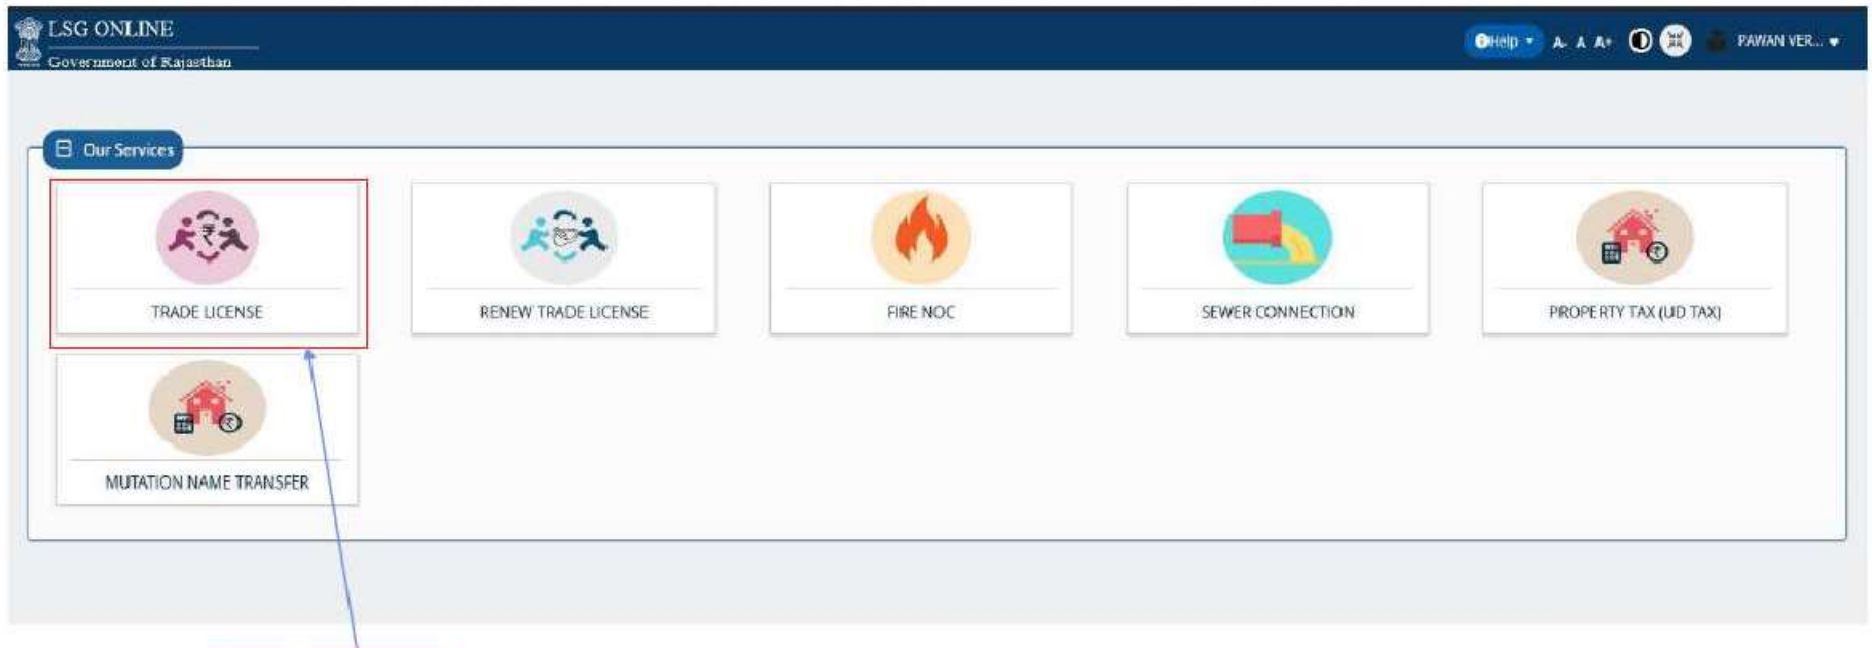 LSG ONLINE
Government of Rajasthan
Help
A- A A+
PAWAN VER...
Our Services
TRADE LICENSE
RENEW TRADE LICENSE
FIRE NOC
SEWER CONNECTION
PROPERTY TAX (UD TAX)
MUTATION NAME TRANSFER